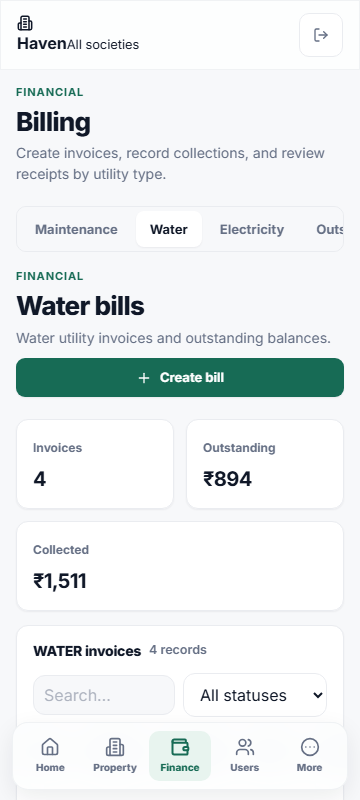 HavenAll societies
FINANCIAL
Billing
Create invoices, record collections, and review
receipts by utility type.
Maintenance Water Electricity Outs
FINANCIAL
Water bills
Water utility invoices and outstanding balances.
+ Create bill
Invoices Outstanding
4 ₹894
Collected
₹1,511
WATER invoices 4 records
Search... All statuses
Home Property Finance Users More